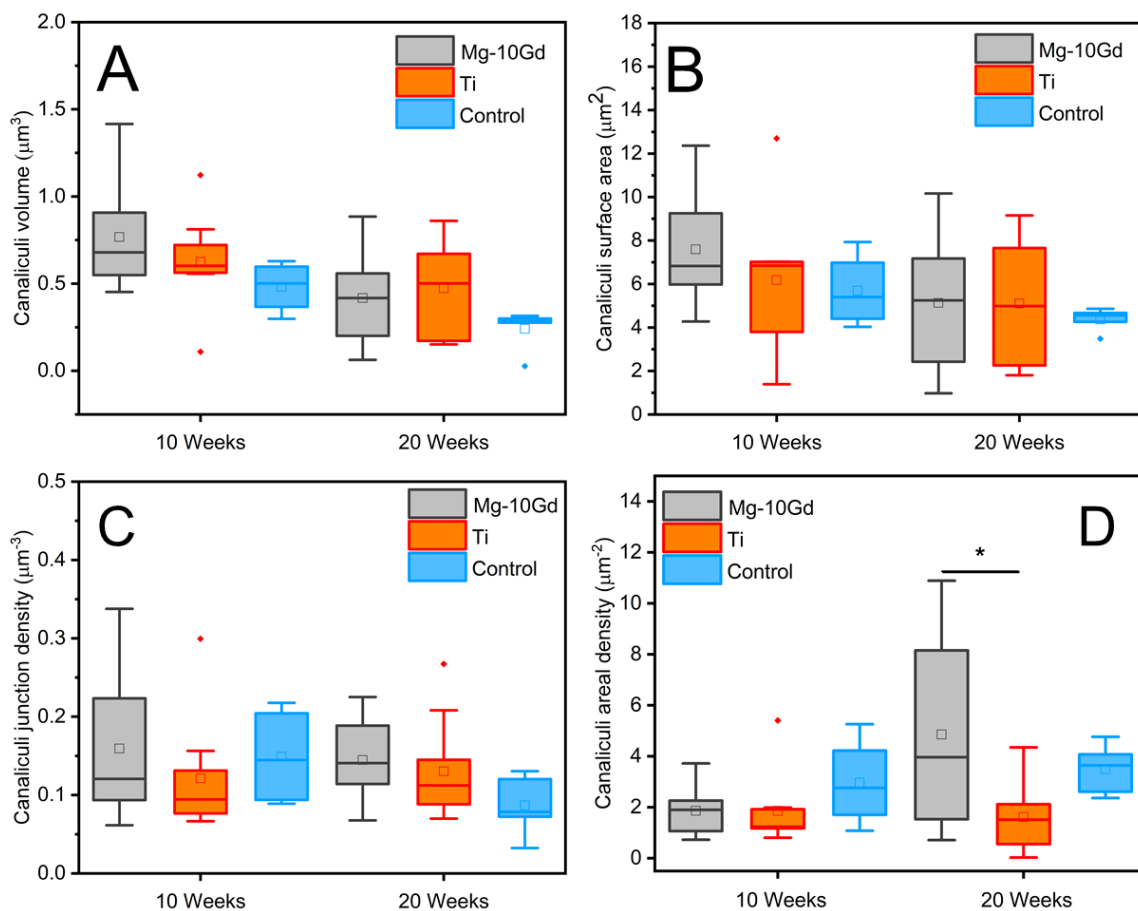 A
Canaliculi volume (μm³)
2.0
1.5
1.0
0.5
0.0
Mg-10Gd
Ti
Control
10 Weeks
20 Weeks
B
Canaliculi surface area (μm²)
18
16
14
12
10
8
6
4
2
0
Mg-10Gd
Ti
Control
10 Weeks
20 Weeks
C
Canaliculi junction density (μm⁻³)
0.5
0.4
0.3
0.2
0.1
0.0
Mg-10Gd
Ti
Control
10 Weeks
20 Weeks
D
Canaliculi areal density (μm⁻²)
14
12
10
8
6
4
2
0
Mg-10Gd
Ti
Control
*
10 Weeks
20 Weeks